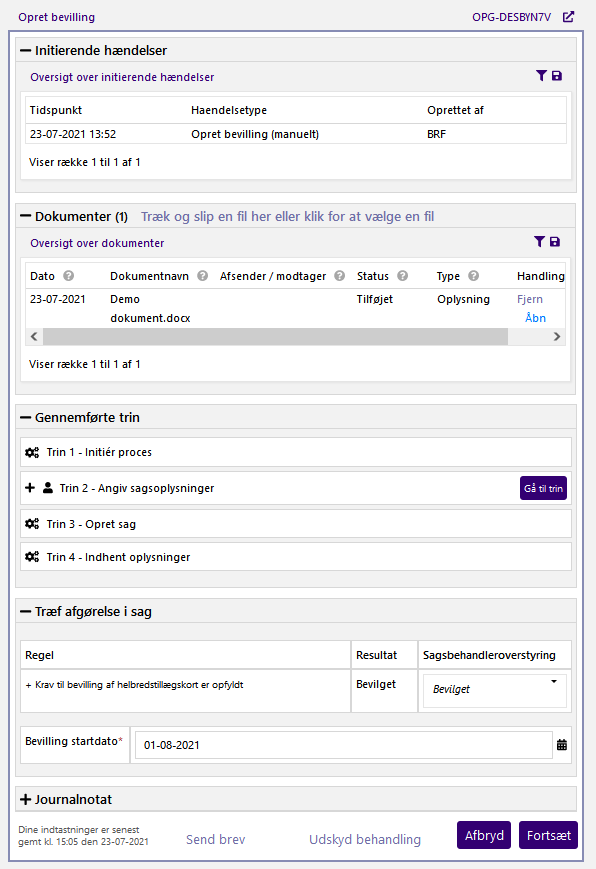 Opret bevilling OPG-DESBYN7V
Initierende hændelser
Oversigt over initierende hændelser
Tidspunkt Haendelsetype Oprettet af
23-07-2021 13:52 Opret bevilling (manuelt) BRF
Viser række 1 til 1 af 1
Dokumenter (1) Træk og slip en fil her eller klik for at vælge en fil
Oversigt over dokumenter
Dato ? Dokumentnavn ? Afsender / modtager ? Status ? Type ? Handling
23-07-2021 Demo Tilføjet Oplysning Fjern
dokument.docx Åbn
Viser række 1 til 1 af 1
Gennemførte trin
Trin 1 - Initiér proces
Trin 2 - Angiv sagsoplysninger Gå til trin
Trin 3 - Opret sag
Trin 4 - Indhent oplysninger
Træf afgørelse i sag
Regel Resultat Sagsbehandleroverstyring
+ Krav til bevilling af helbredstillægskort er opfyldt Bevilget Bevilget
Bevilling startdato* 01-08-2021
Journalnotat
Dine indtastninger er senest
gemt kl. 15:05 den 23-07-2021 Send brev Udskyd behandling Afbryd Fortsæt